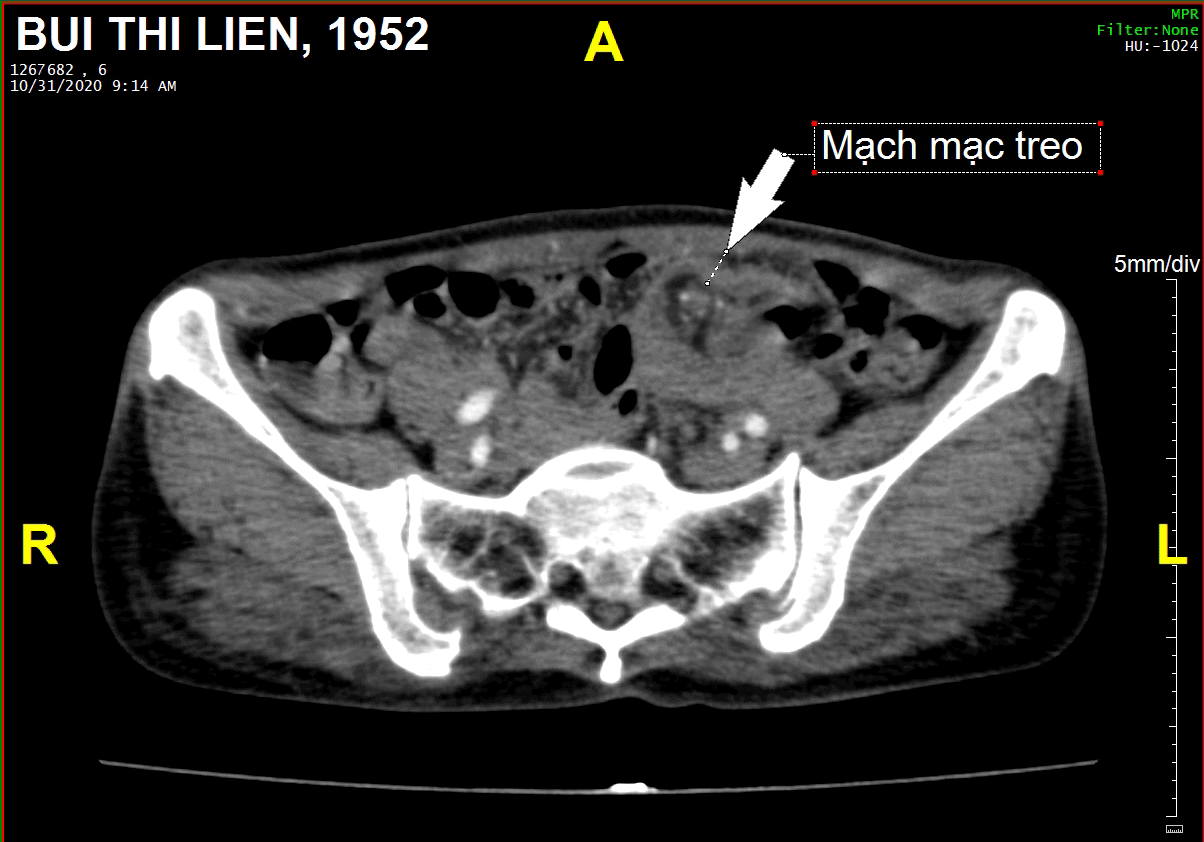 BUI THI LIEN, 1952
1267682 , 6
10/31/2020 9:14 AM
A
MPR
Filter:None
HU:-1024
Mạch mạc treo
5mm/div
R
L